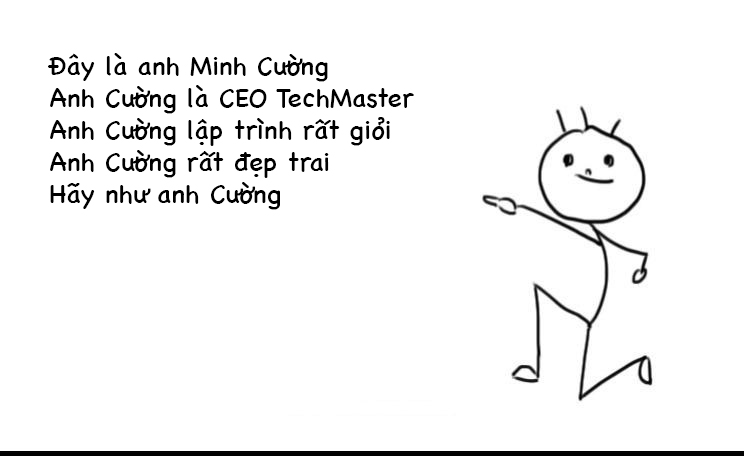 Đây là anh Minh Cường
Anh Cường là CEO TechMaster
Anh Cường lập trình rất giỏi
Anh Cường rất đẹp trai
Hãy như anh Cường